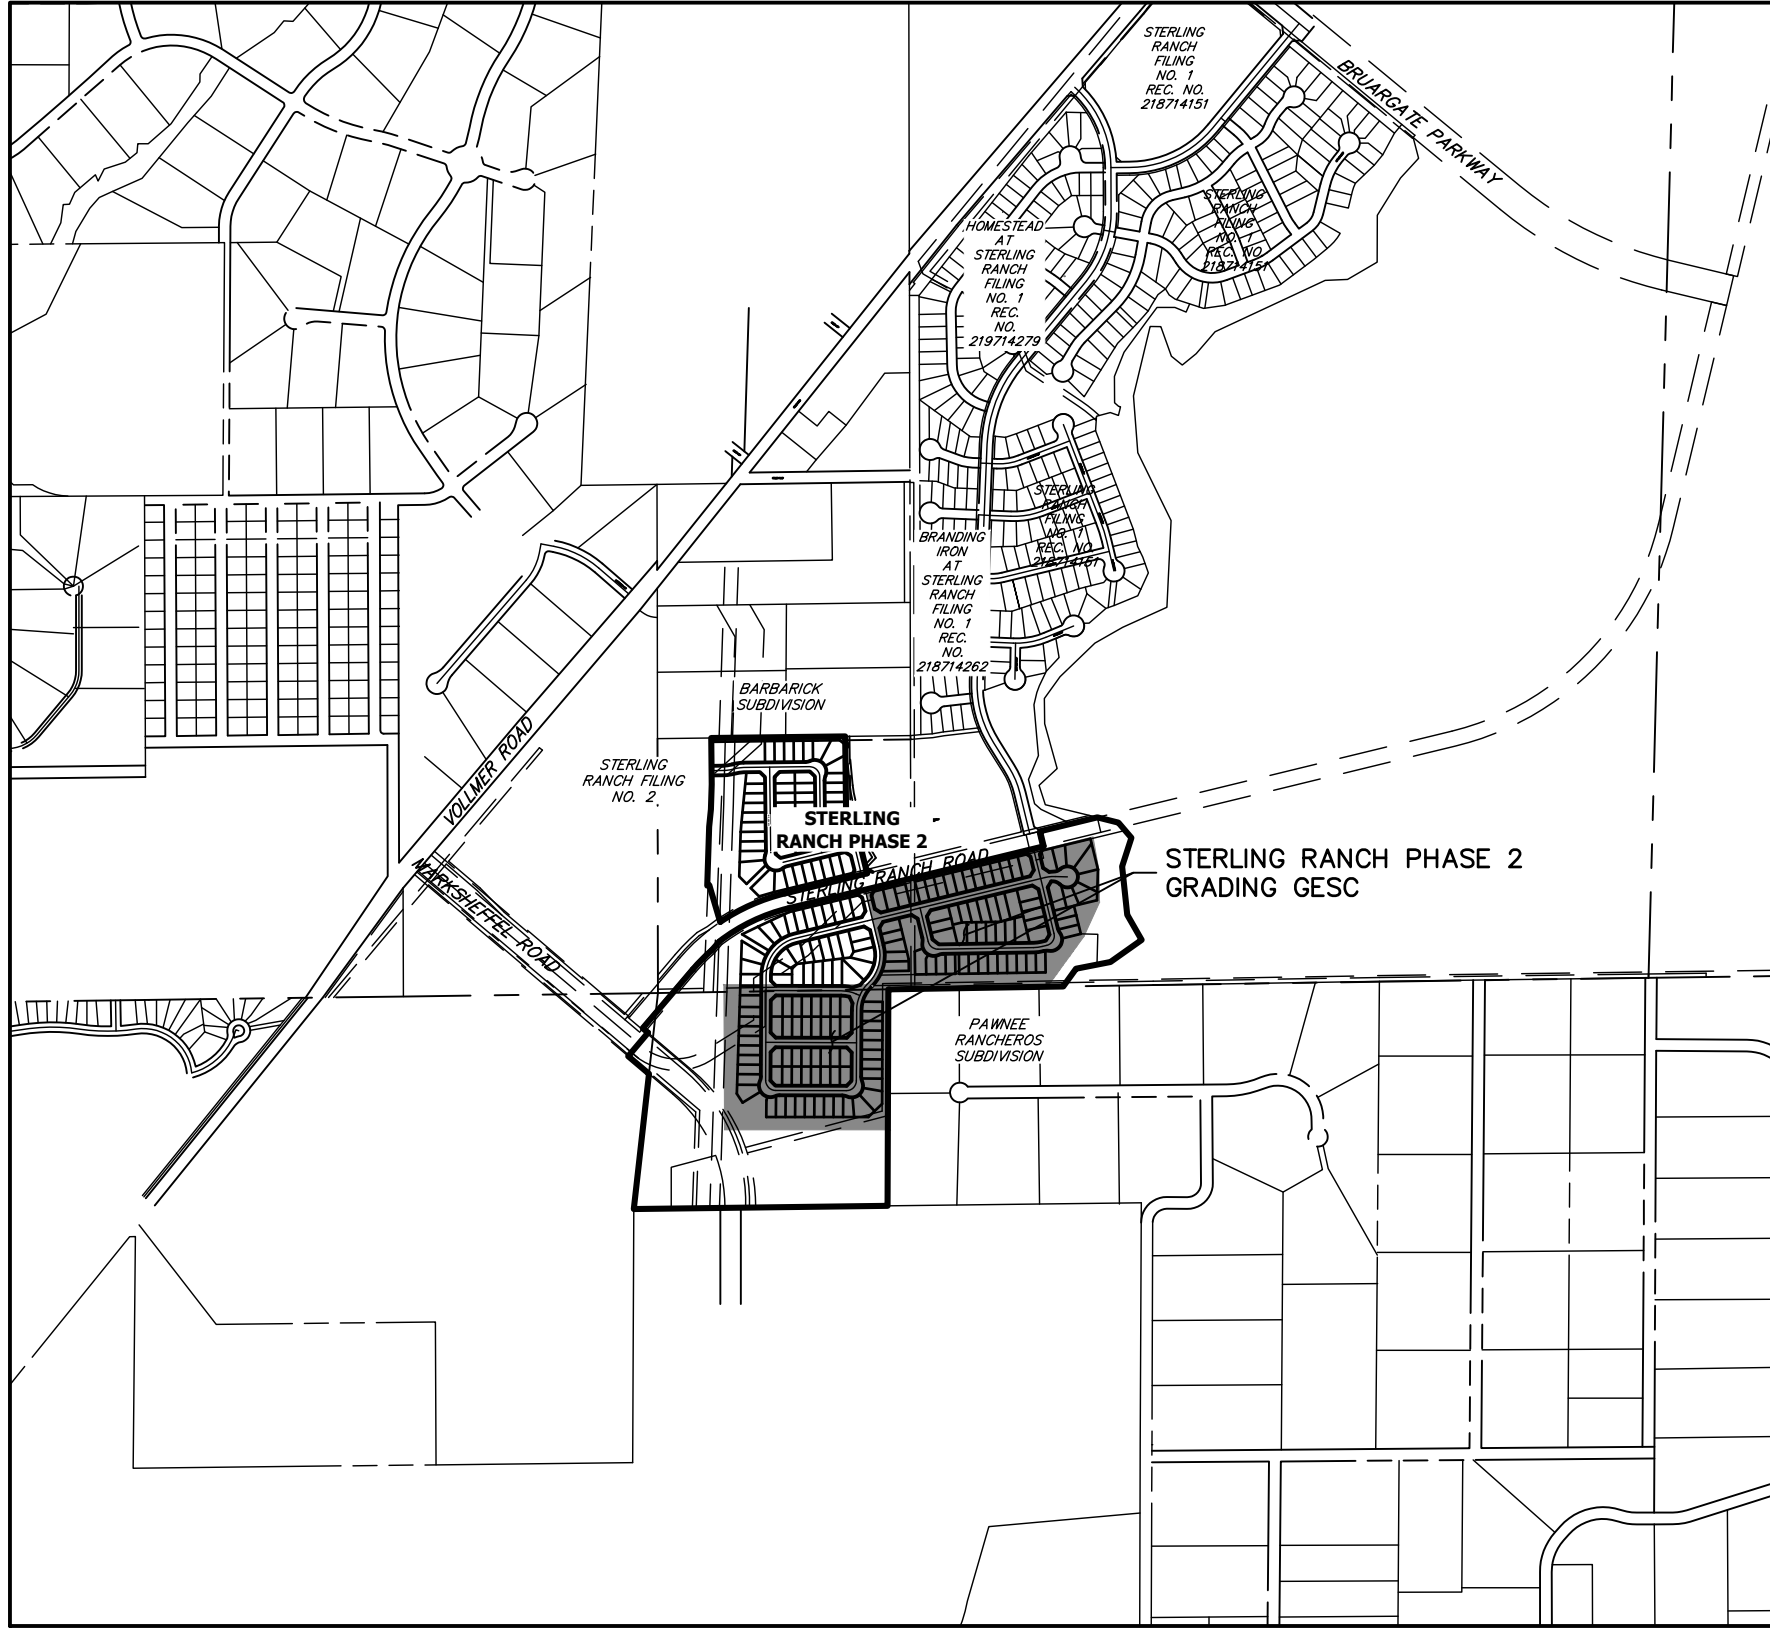 STERLING
RANCH
FILING
NO. 1
REC. NO.
218714151
BRUARGATE PARKWAY
STERLING
RANCH
FILING
NO. 1
REC. NO.
218714151
HOMESTEAD
AT
STERLING
RANCH
FILING
NO. 1
REC.
NO.
219714279
STERLING
RANCH
FILING
NO. 1
REC. NO.
218714151
BRANDING
IRON
AT
STERLING
RANCH
FILING
NO. 1
REC.
NO.
218714262
BARBARICK
SUBDIVISION
STERLING
RANCH FILING
NO. 2
VOLLMER ROAD
STERLING
RANCH PHASE 2
STERLING RANCH ROAD
STERLING RANCH PHASE 2
GRADING GESC
MARKSHEFFEL ROAD
PAWNEE
RANCHEROS
SUBDIVISION